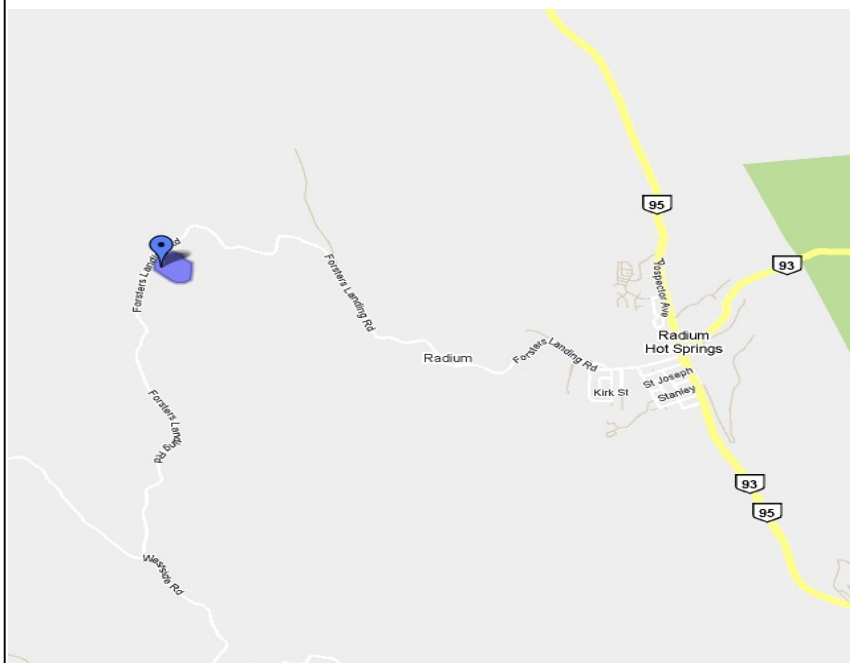 95
93
Prospector Ave
Radium
Hot Springs
Forsters Landing Rd
Forsters Landing Rd
Radium
Forsters Landing Rd
St Joseph
Kirk St
Stanley
Forsters Landing Rd
93
95
Westside Rd